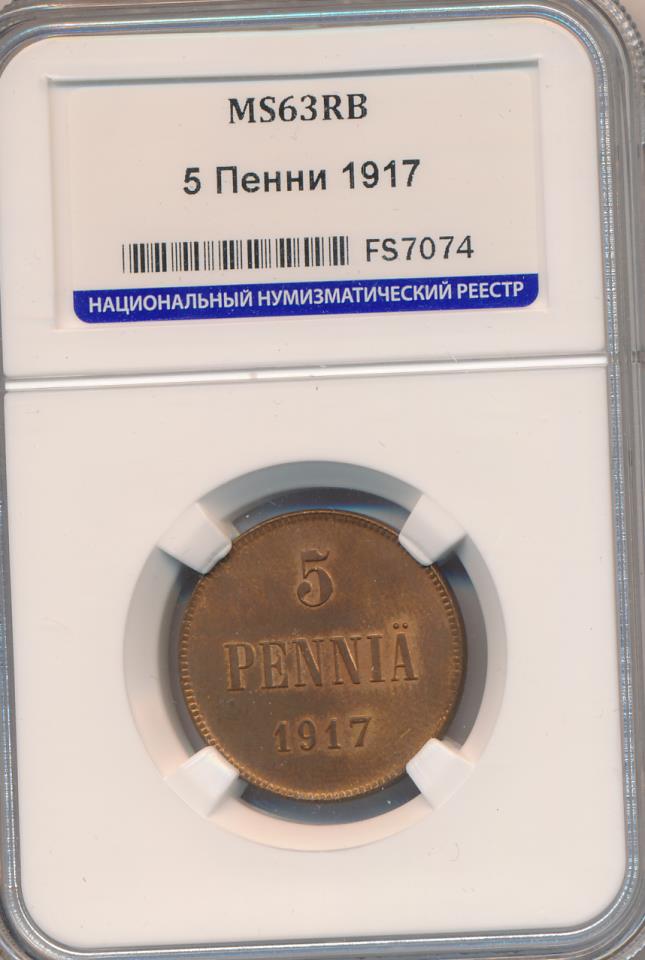 MS63RB
5 Пенни 1917
FS7074
НАЦИОНАЛЬНЫЙ НУМИЗМАТИЧЕСКИЙ РЕЕСТР
5
PENNIÄ
1917